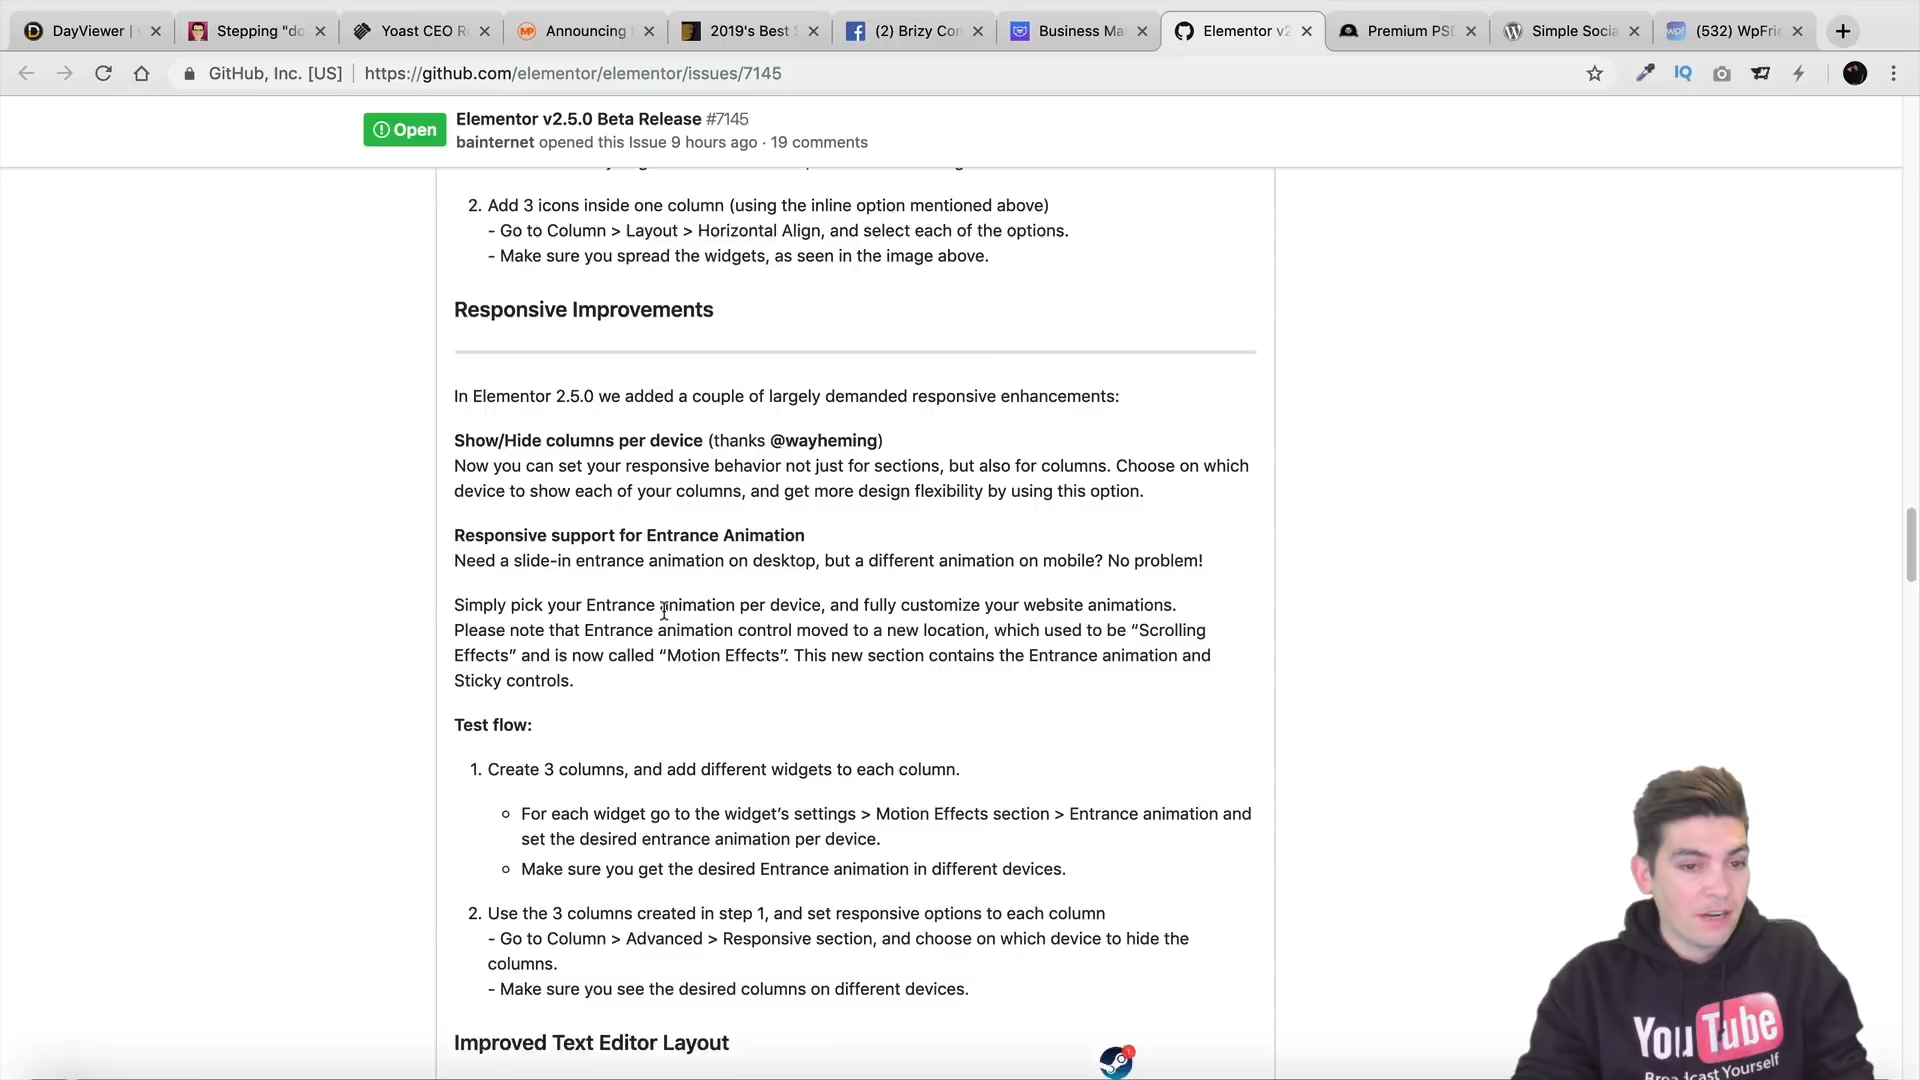 DayViewer |
Stepping "do
Yoast CEO R
Announcing
2019's Best S
(2) Brizy Con
Business Ma
Elementor v2
Premium PSD
Simple Socia
(532) WpFrie
GitHub, Inc. [US]
https://github.com/elementor/elementor/issues/7145
IQ
Open
Elementor v2.5.0 Beta Release #7145
bainternet opened this Issue 9 hours ago · 19 comments
2. Add 3 icons inside one column (using the inline option mentioned above)
- Go to Column > Layout > Horizontal Align, and select each of the options.
- Make sure you spread the widgets, as seen in the image above.
Responsive Improvements
In Elementor 2.5.0 we added a couple of largely demanded responsive enhancements:
Show/Hide columns per device (thanks @wayheming)
Now you can set your responsive behavior not just for sections, but also for columns. Choose on which
device to show each of your columns, and get more design flexibility by using this option.
Responsive support for Entrance Animation
Need a slide-in entrance animation on desktop, but a different animation on mobile? No problem!
Simply pick your Entrance animation per device, and fully customize your website animations.
Please note that Entrance animation control moved to a new location, which used to be “Scrolling
Effects” and is now called “Motion Effects”. This new section contains the Entrance animation and
Sticky controls.
Test flow:
1. Create 3 columns, and add different widgets to each column.
For each widget go to the widget’s settings > Motion Effects section > Entrance animation and
set the desired entrance animation per device.
Make sure you get the desired Entrance animation in different devices.
2. Use the 3 columns created in step 1, and set responsive options to each column
- Go to Column > Advanced > Responsive section, and choose on which device to hide the
columns.
- Make sure you see the desired columns on different devices.
Improved Text Editor Layout
YouTube
Broadcast Yourself